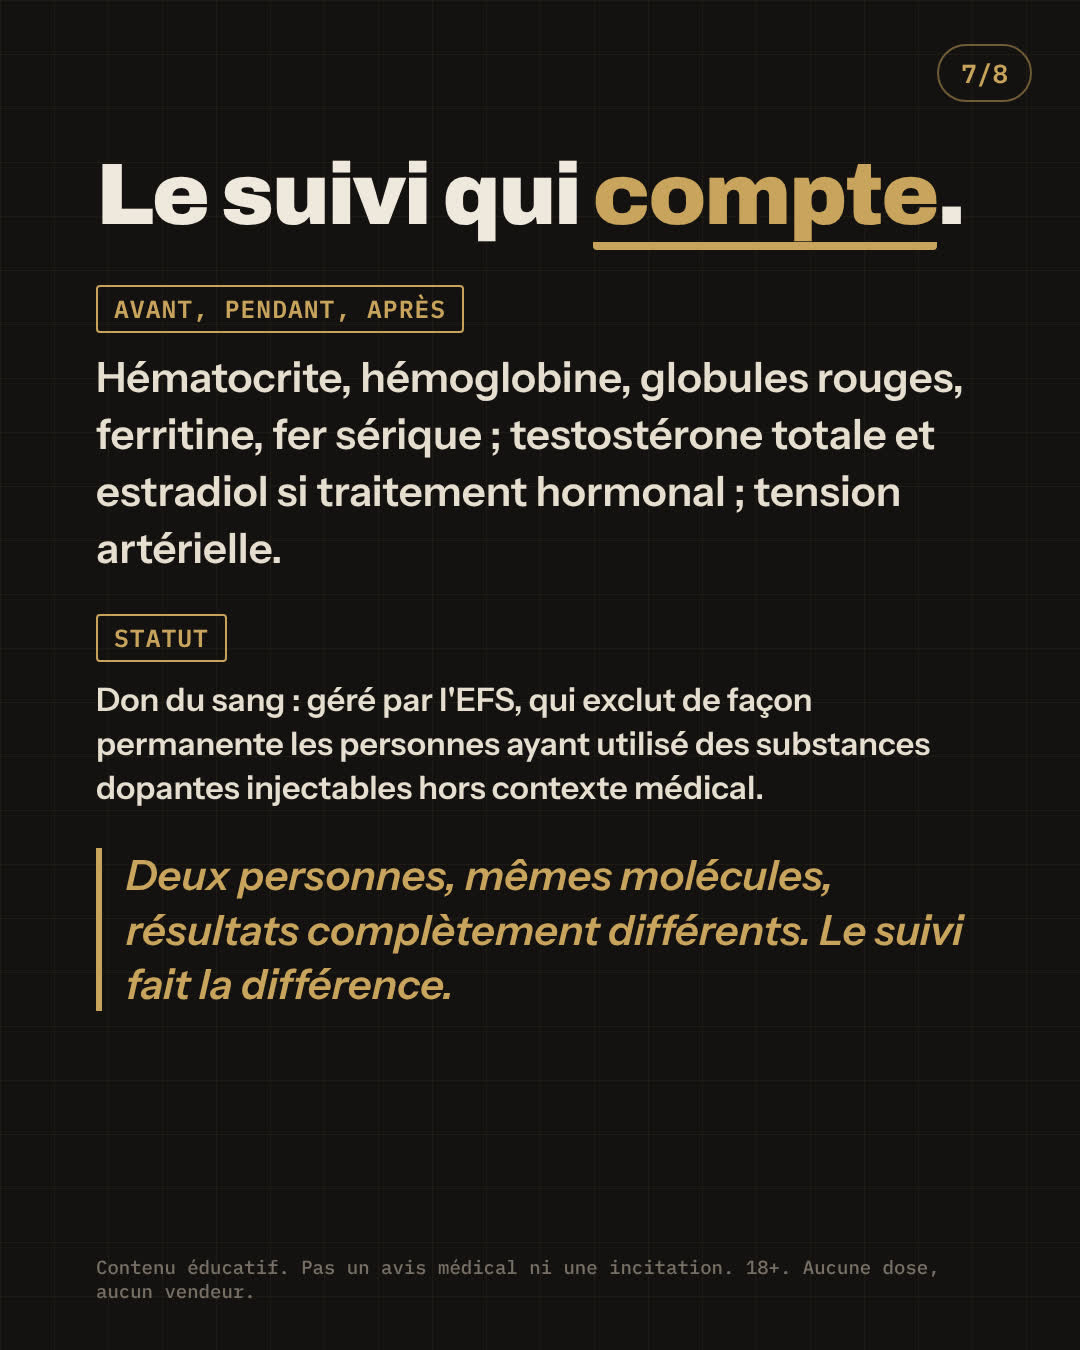 7/8
Le suivi qui compte.
AVANT, PENDANT, APRÈS
Hématocrite, hémoglobine, globules rouges,
ferritine, fer sérique ; testostérone totale et
estradiol si traitement hormonal ; tension
artérielle.
STATUT
Don du sang : géré par l'EFS, qui exclut de façon
permanente les personnes ayant utilisé des substances
dopantes injectables hors contexte médical.
Deux personnes, mêmes molécules,
résultats complètement différents. Le suivi
fait la différence.
Contenu éducatif. Pas un avis médical ni une incitation. 18+. Aucune dose,
aucun vendeur.